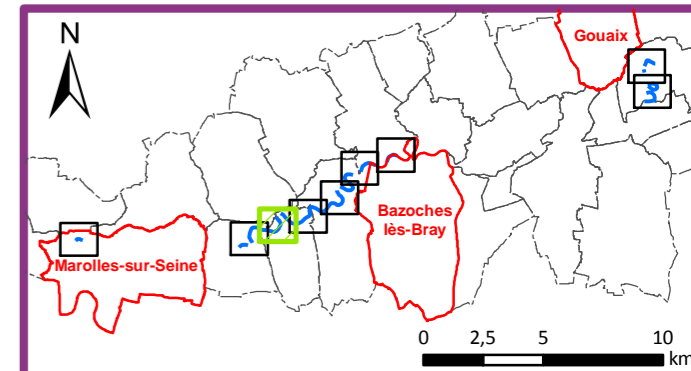 N
Gouaix
Bazoches
lès-Bray
Marolles-sur-Seine
0 2,5 5 10
km